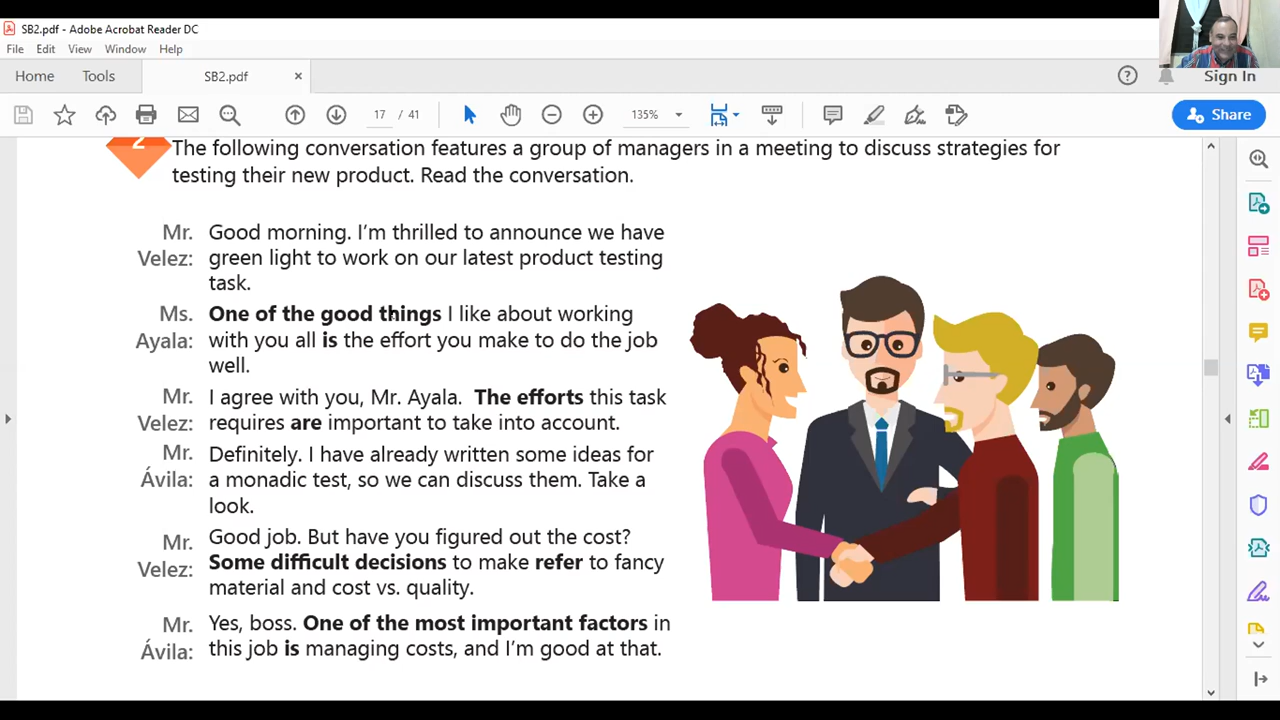 SB2.pdf - Adobe Acrobat Reader DC
File Edit View Window Help
Home Tools SB2.pdf × Sign In
17 / 41 135% Share
2
The following conversation features a group of managers in a meeting to discuss strategies for
testing their new product. Read the conversation.
Mr. Good morning. I’m thrilled to announce we have
Velez: green light to work on our latest product testing
task.
Ms. One of the good things I like about working
Ayala: with you all is the effort you make to do the job
well.
Mr. I agree with you, Mr. Ayala. The efforts this task
Velez: requires are important to take into account.
Mr. Definitely. I have already written some ideas for
Ávila: a monadic test, so we can discuss them. Take a
look.
Mr. Good job. But have you figured out the cost?
Velez: Some difficult decisions to make refer to fancy
material and cost vs. quality.
Mr. Yes, boss. One of the most important factors in
Ávila: this job is managing costs, and I’m good at that.